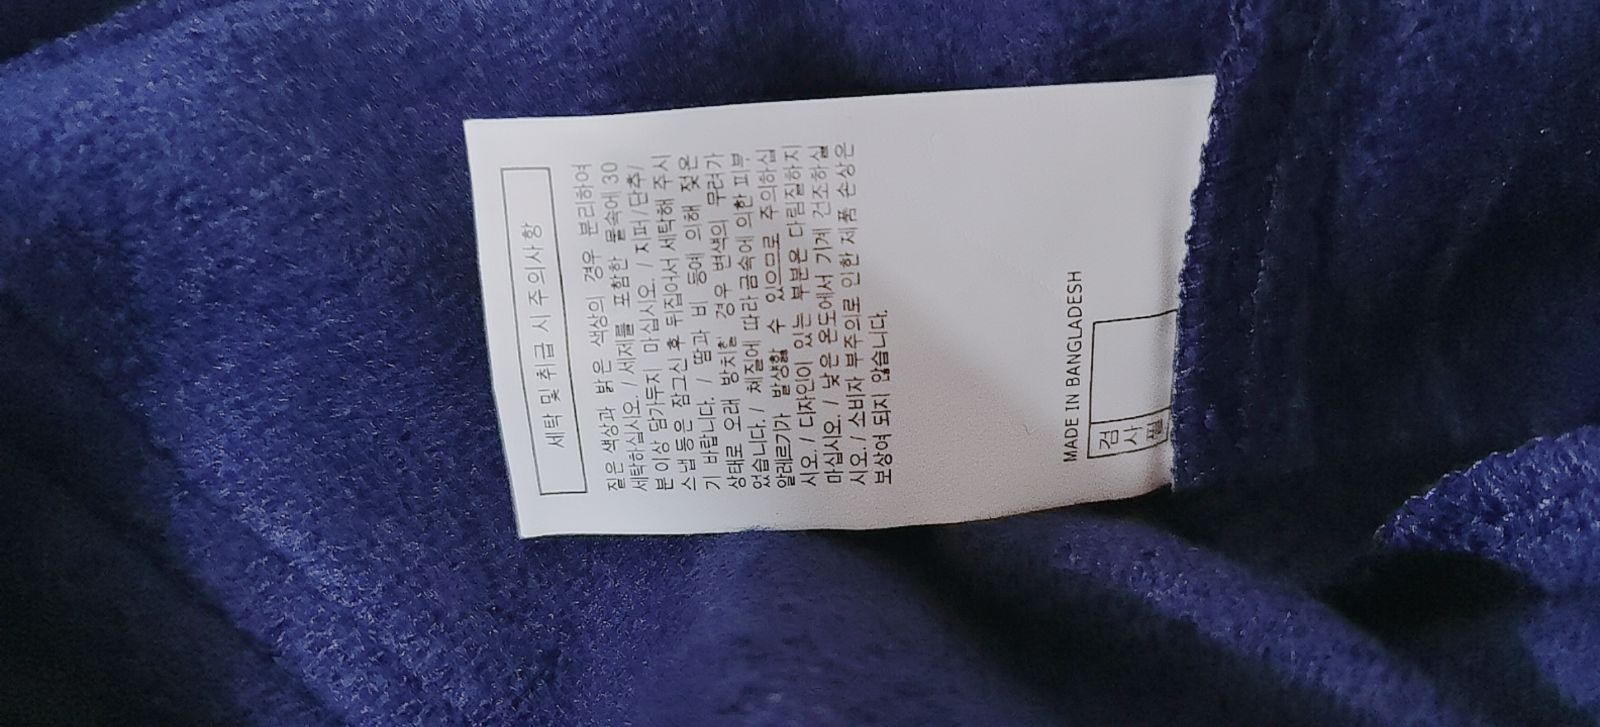 세탁 및 취급 시 주의사항
짙은 색상과 밝은 색상의 경우 분리하여
세탁하십시오. / 세제를 포함한 물속에 30
분이상 담가두지 마십시오. / 지퍼/단추/
스냅 등은 잠그신 후 뒤집어서 세탁해 주시
기 바랍니다. / 땀과 비 등에 의해 젖은
상태로 오래 방치할 경우 변색의 우려가
있습니다. / 체질에 따라 금속에 의한 피부
알레르기가 발생할 수 있으므로 주의하십
시오. / 디자인이 있는 부분은 다림질하지
마십시오. / 낮은 온도에서 기계 건조하실
시오. / 소비자 부주의로 인한 제품 손상은
보상여 되지 않습니다.
MADE IN BANGLADESH
검
사
필